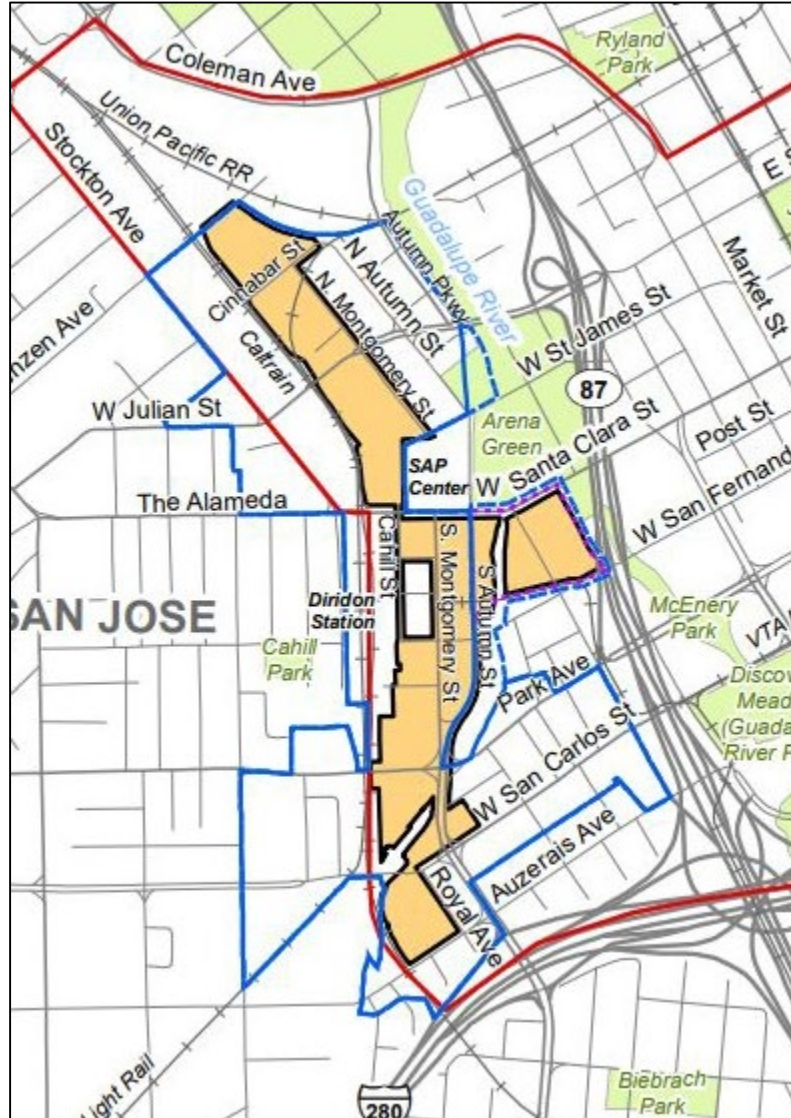 Ryland
Park
Coleman Ave
Union Pacific RR
Stockton Ave
Guadalupe River
Autumn Pkwy
N Autumn St
Cinnabar St
N Montgomery St
Caltrain
Market St
W St James St
87
W Julian St
Arena
Green
Post St
SAP
Center
W Santa Clara St
W San Fernand
The Alameda
Cahill St
S. Montgomery St
S Autumn St
Diridon
Station
SAN JOSE
Cahill
Park
McEnery
Park
VTA
Park Ave
Discov
Mead
(Guada
River P
W San Carlos St
Auzerais Ave
Royal Ave
Light Rail
280
Biebrach
Park